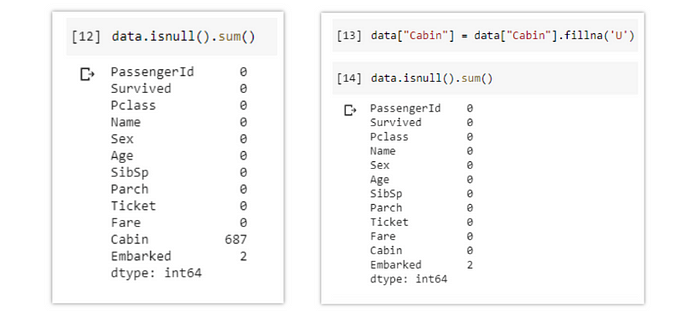 [12] data.isnull().sum()
PassengerId 0
Survived 0
Pclass 0
Name 0
Sex 0
Age 0
SibSp 0
Parch 0
Ticket 0
Fare 0
Cabin 687
Embarked 2
dtype: int64
[13] data["Cabin"] = data["Cabin"].fillna('U')
[14] data.isnull().sum()
PassengerId 0
Survived 0
Pclass 0
Name 0
Sex 0
Age 0
SibSp 0
Parch 0
Ticket 0
Fare 0
Cabin 0
Embarked 2
dtype: int64